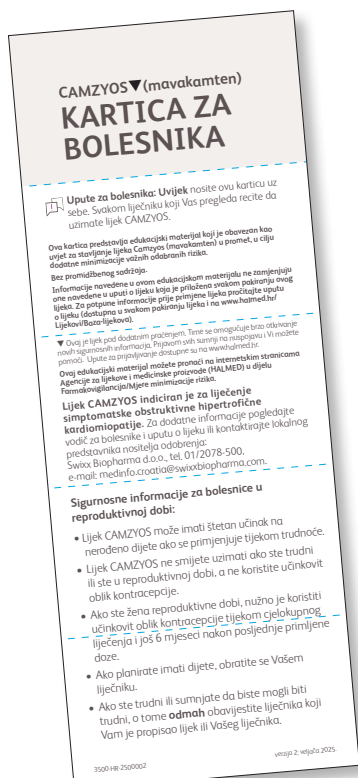 CAMZYOS▼(mavakamten)
KARTICA ZA
BOLESNIKA
Upute za bolesnika: Uvijek nosite ovu karticu uz
sebe. Svakom liječniku koji Vas pregleda recite da
uzimate lijek CAMZYOS.
Ova kartica predstavlja edukacijski materijal koji je obavezan kao
uvjet za stavljanje lijeka Camzyos (mavakamten) u promet, u cilju
dodatne minimizacije važnih odabranih rizika.
Bez promidžbenog sadržaja.
Informacije navedene u ovom edukacijskom materijalu ne zamjenjuju
one navedene u uputi o lijeku koja je priložena svakom pakiranju ovog
lijeka. Za potpune informacije prije primjene lijeka pročitajte uputu
o lijeku (dostupna u svakom pakiranju lijeka i na www.halmed.hr/
Lijekovi/Baza-lijekova).
▼ Ovaj je lijek pod dodatnim praćenjem. Time se omogućuje brzo otkrivanje
novih sigurnosnih informacija. Prijavom svih sumnji na nuspojavu i Vi možete
pomoći. Upute za prijavljivanje dostupne su na www.halmed.hr.
Ovaj edukacijski materijal možete pronaći na internetskim stranicama
Agencije za lijekove i medicinske proizvode (HALMED) u dijelu
Farmakovigilancija/Mjere minimizacije rizika.
Lijek CAMZYOS indiciran je za liječenje
simptomatske obstruktivne hipertrofične
kardiomiopatije. Za dodatne informacije pogledajte
vodič za bolesnike i uputu o lijeku ili kontaktirajte lokalnog
predstavnika nositelja odobrenja:
Swixx Biopharma d.o.o., tel. 01/2078-500.
e-mail: medinfo.croatia@swixxbiopharma.com.
Sigurnosne informacije za bolesnice u
reproduktivnoj dobi:
• Lijek CAMZYOS može imati štetan učinak na
nerođeno dijete ako se primjenjuje tijekom trudnoće.
• Lijek CAMZYOS ne smijete uzimati ako ste trudni
ili ste u reproduktivnoj dobi, a ne koristite učinkovit
oblik kontracepcije.
• Ako ste žena reproduktivne dobi, nužno je koristiti
učinkovit oblik kontracepcije tijekom cjelokupnog
liječenja i još 6 mjeseci nakon posljednje primljene
doze.
• Ako planirate imati dijete, obratite se Vašem
liječniku.
• Ako ste trudni ili sumnjate da biste mogli biti
trudni, o tome odmah obavijestite liječnika koji
Vam je propisao lijek ili Vašeg liječnika.
3500-HR-2500002
verzija 2, veljača 2025.